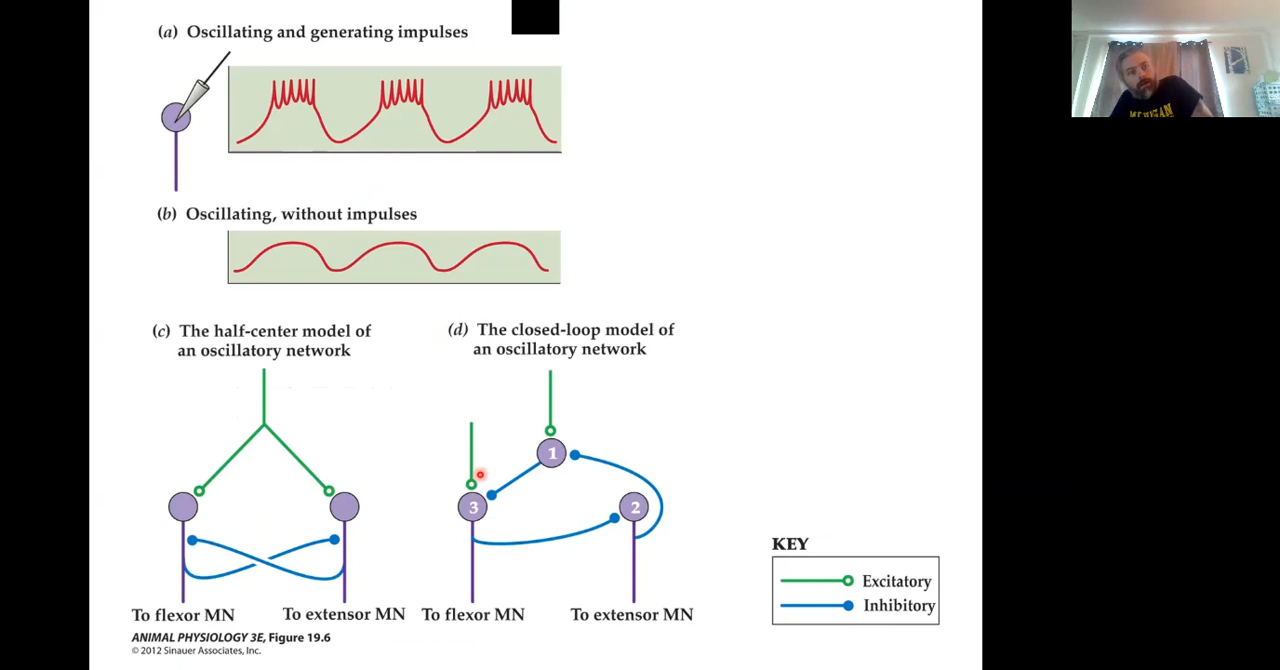 (a) Oscillating and generating impulses
(b) Oscillating, without impulses
(c) The half-center model of
an oscillatory network
(d) The closed-loop model of
an oscillatory network
1
3
2
To flexor MN
To extensor MN
To flexor MN
To extensor MN
KEY
Excitatory
Inhibitory
ANIMAL PHYSIOLOGY 3E, Figure 19.6
© 2012 Sinauer Associates, Inc.
MICHIGAN